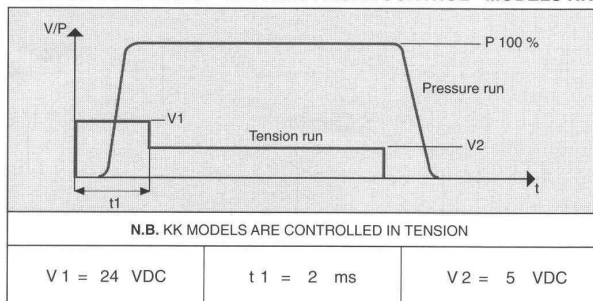 V/P
P 100 %
Pressure run
V1
Tension run
V2
t1
t
N.B. KK MODELS ARE CONTROLLED IN TENSION
V 1 = 24 VDC
t 1 = 2 ms
V 2 = 5 VDC